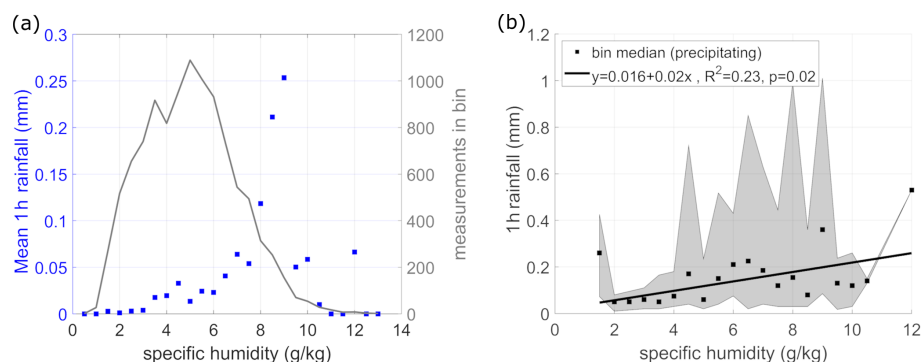 (a)
0.3
0.25
0.2
0.15
0.1
0.05
0
Mean 1h rainfall (mm)
1200
1000
800
600
400
200
0
measurements in bin
0 2 4 6 8 10 12 14
specific humidity (g/kg)
(b)
1.2
1
0.8
0.6
0.4
0.2
0
1h rainfall (mm)
bin median (precipitating)
y=0.016+0.02x , R²=0.23, p=0.02
0 2 4 6 8 10 12
specific humidity (g/kg)